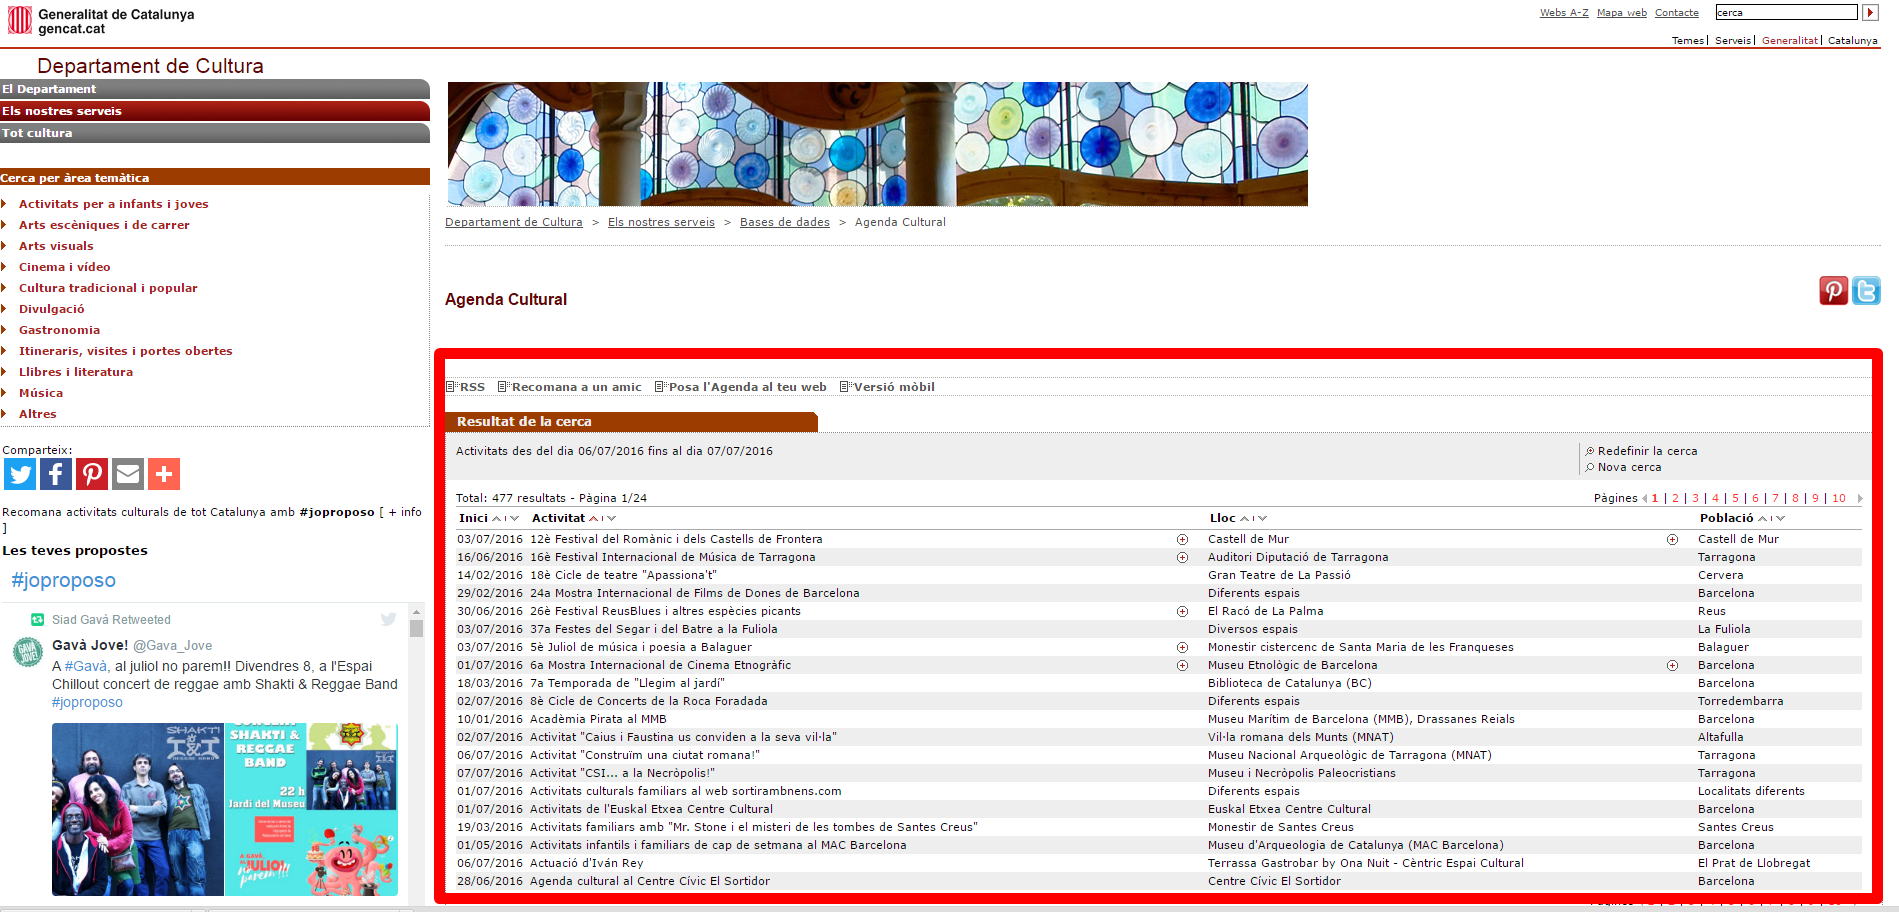 Generalitat de Catalunya
gencat.cat
Webs A-Z Mapa web Contacte cerca
Temes | Serveis | Generalitat | Catalunya
Departament de Cultura
El Departament
Els nostres serveis
Tot cultura
Cerca per àrea temàtica
Activitats per a infants i joves
Arts escèniques i de carrer
Arts visuals
Cinema i vídeo
Cultura tradicional i popular
Divulgació
Gastronomia
Itineraris, visites i portes obertes
Llibres i literatura
Música
Altres
Comparteix:
Recomana activitats culturals de tot Catalunya amb #joproposo [ + info
]
Les teves propostes
#joproposo
Siad Gavà Retweeted
Gavà Jove! @Gava_Jove
A #Gavà, al juliol no parem!! Divendres 8, a l'Espai
Chillout concert de reggae amb Shakti & Reggae Band
#joproposo
GAVÀ
JOVE!
SHAKTI
REGGAE BAND
SHAKTI &
REGGAE
BAND
22 h
Jardí del Museu
A GAVÀ
AL JULIOL
no parem!!!
Departament de Cultura > Els nostres serveis > Bases de dades > Agenda Cultural
Agenda Cultural
RSS Recomana a un amic Posa l'Agenda al teu web Versió mòbil
Resultat de la cerca
Activitats des del dia 06/07/2016 fins al dia 07/07/2016
Redefinir la cerca
Nova cerca
Total: 477 resultats - Pàgina 1/24 Pàgines 1 | 2 | 3 | 4 | 5 | 6 | 7 | 8 | 9 | 10
Inici Activitat Lloc Població
03/07/2016 12è Festival del Romànic i dels Castells de Frontera Castell de Mur Castell de Mur
16/06/2016 16è Festival Internacional de Música de Tarragona Auditori Diputació de Tarragona Tarragona
14/02/2016 18è Cicle de teatre "Apassiona't" Gran Teatre de La Passió Cervera
29/02/2016 24a Mostra Internacional de Films de Dones de Barcelona Diferents espais Barcelona
30/06/2016 26è Festival ReusBlues i altres espècies picants El Racó de La Palma Reus
03/07/2016 37a Festes del Segar i del Batre a la Fuliola Diversos espais La Fuliola
03/07/2016 5è Juliol de música i poesia a Balaguer Monestir cistercenc de Santa Maria de les Franqueses Balaguer
01/07/2016 6a Mostra Internacional de Cinema Etnogràfic Museu Etnològic de Barcelona Barcelona
18/03/2016 7a Temporada de "Llegim al jardí" Biblioteca de Catalunya (BC) Barcelona
02/07/2016 8è Cicle de Concerts de la Roca Foradada Diferents espais Torredembarra
10/01/2016 Acadèmia Pirata al MMB Museu Marítim de Barcelona (MMB), Drassanes Reials Barcelona
02/07/2016 Activitat "Caius i Faustina us conviden a la seva vil·la" Vil·la romana dels Munts (MNAT) Altafulla
06/07/2016 Activitat "Construïm una ciutat romana!" Museu Nacional Arqueològic de Tarragona (MNAT) Tarragona
07/07/2016 Activitat "CSI... a la Necròpolis!" Museu i Necròpolis Paleocristians Tarragona
01/07/2016 Activitats culturals familiars al web sortirambnens.com Diferents espais Localitats diferents
01/07/2016 Activitats de l'Euskal Etxea Centre Cultural Euskal Etxea Centre Cultural Barcelona
19/03/2016 Activitats familiars amb "Mr. Stone i el misteri de les tombes de Santes Creus" Monestir de Santes Creus Santes Creus
01/05/2016 Activitats infantils i familiars de cap de setmana al MAC Barcelona Museu d'Arqueologia de Catalunya (MAC Barcelona) Barcelona
06/07/2016 Actuació d'Iván Rey Terrassa Gastrobar by Ona Nuit - Cèntric Espai Cultural El Prat de Llobregat
28/06/2016 Agenda cultural al Centre Cívic El Sortidor Centre Cívic El Sortidor Barcelona